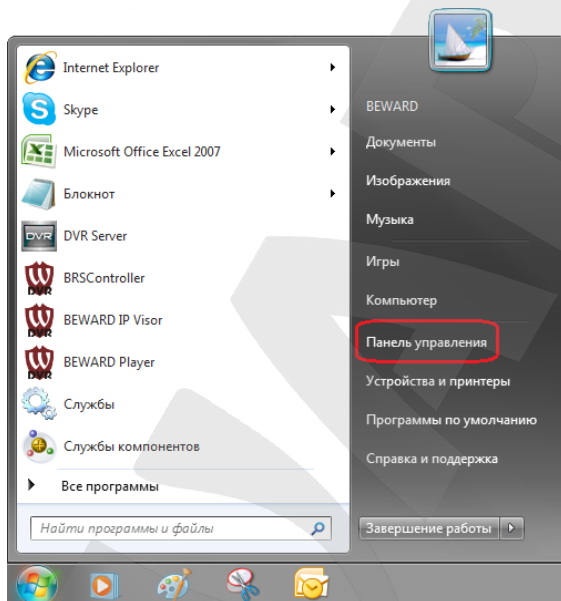 Internet Explorer
Skype
Microsoft Office Excel 2007
Блокнот
DVR Server
BRSController
BEWARD IP Visor
BEWARD Player
Службы
Службы компонентов
Все программы
Найти программы и файлы
BEWARD
Документы
Изображения
Музыка
Игры
Компьютер
Панель управления
Устройства и принтеры
Программы по умолчанию
Справка и поддержка
Завершение работы